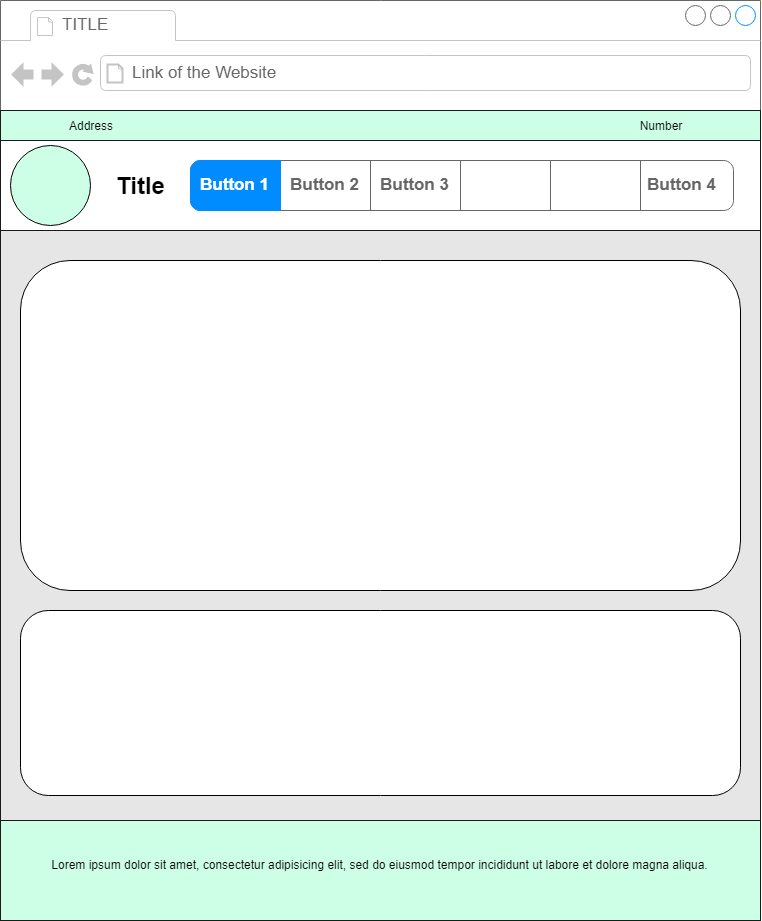 TITLE
Link of the Website
Address Number
Title Button 1 Button 2 Button 3 Button 4
Lorem ipsum dolor sit amet, consectetur adipisicing elit, sed do eiusmod tempor incididunt ut labore et dolore magna aliqua.